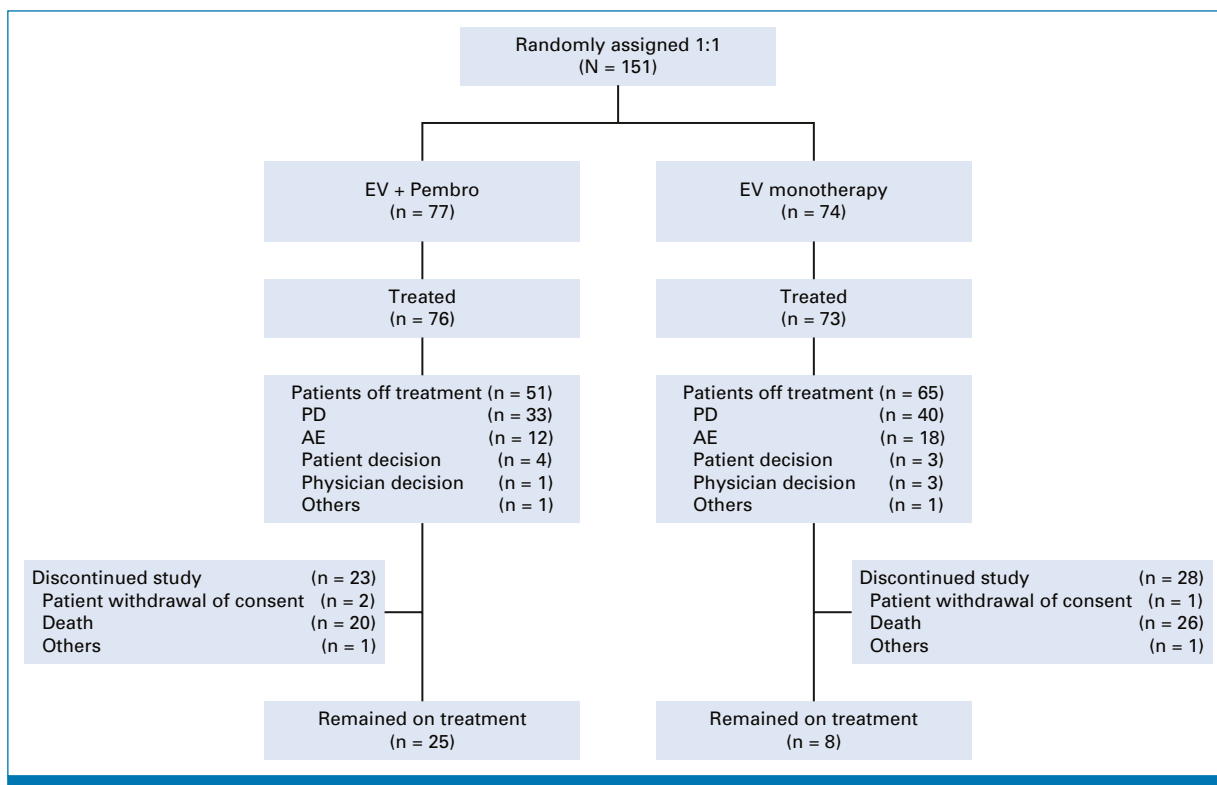 Randomly assigned 1:1
(N = 151)
EV + Pembro
(n = 77)
EV monotherapy
(n = 74)
Treated
(n = 76)
Treated
(n = 73)
Patients off treatment (n = 51)
PD (n = 33)
AE (n = 12)
Patient decision (n = 4)
Physician decision (n = 1)
Others (n = 1)
Patients off treatment (n = 65)
PD (n = 40)
AE (n = 18)
Patient decision (n = 3)
Physician decision (n = 3)
Others (n = 1)
Discontinued study (n = 23)
Patient withdrawal of consent (n = 2)
Death (n = 20)
Others (n = 1)
Discontinued study (n = 28)
Patient withdrawal of consent (n = 1)
Death (n = 26)
Others (n = 1)
Remained on treatment
(n = 25)
Remained on treatment
(n = 8)